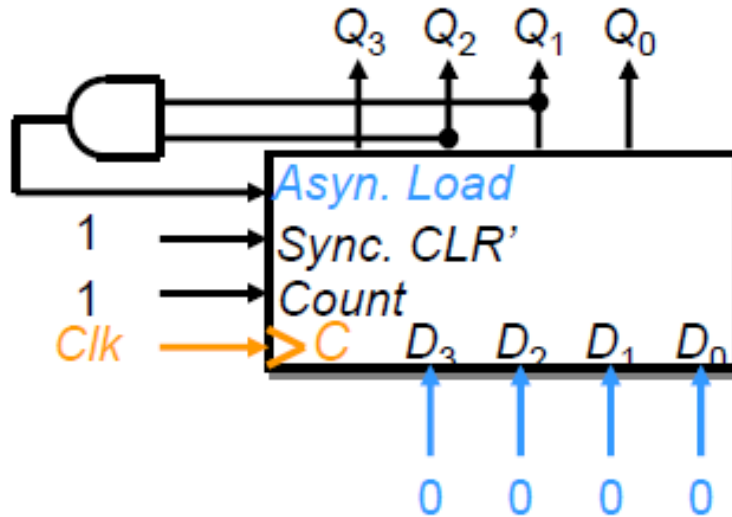 Q3 Q2 Q1 Q0
Asyn. Load
1 Sync. CLR’
1 Count
Clk C D3 D2 D1 D0
0 0 0 0